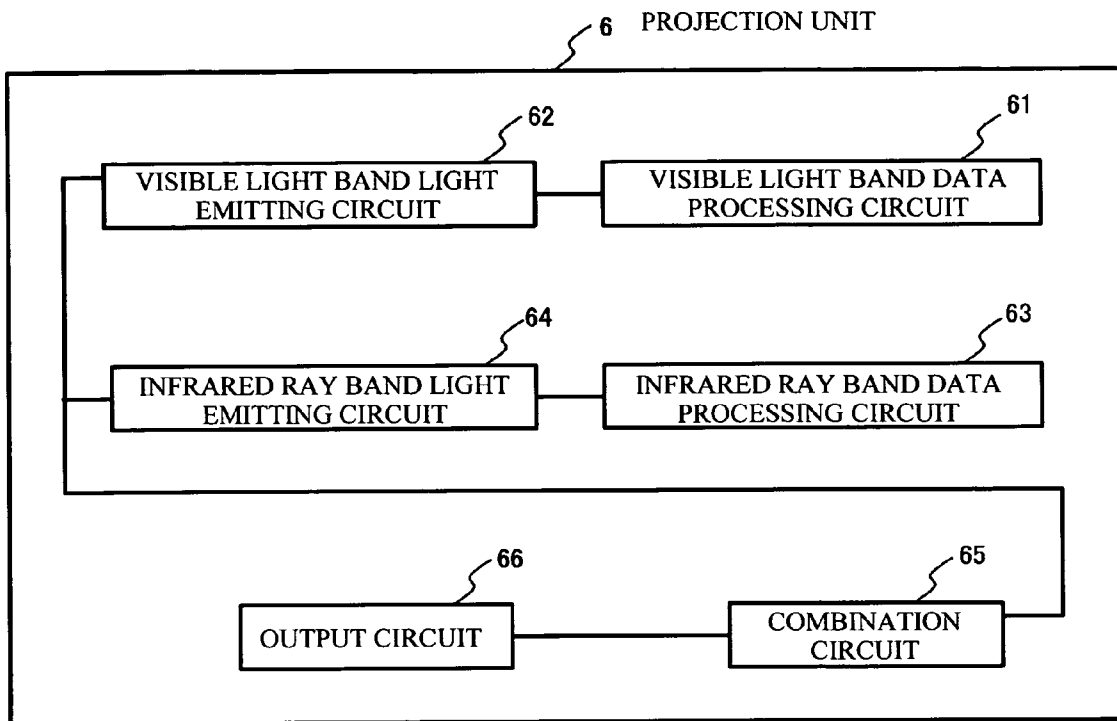 6 PROJECTION UNIT
62
61
VISIBLE LIGHT BAND LIGHT
EMITTING CIRCUIT
VISIBLE LIGHT BAND DATA
PROCESSING CIRCUIT
64
63
INFRARED RAY BAND LIGHT
EMITTING CIRCUIT
INFRARED RAY BAND DATA
PROCESSING CIRCUIT
66
65
OUTPUT CIRCUIT
COMBINATION
CIRCUIT